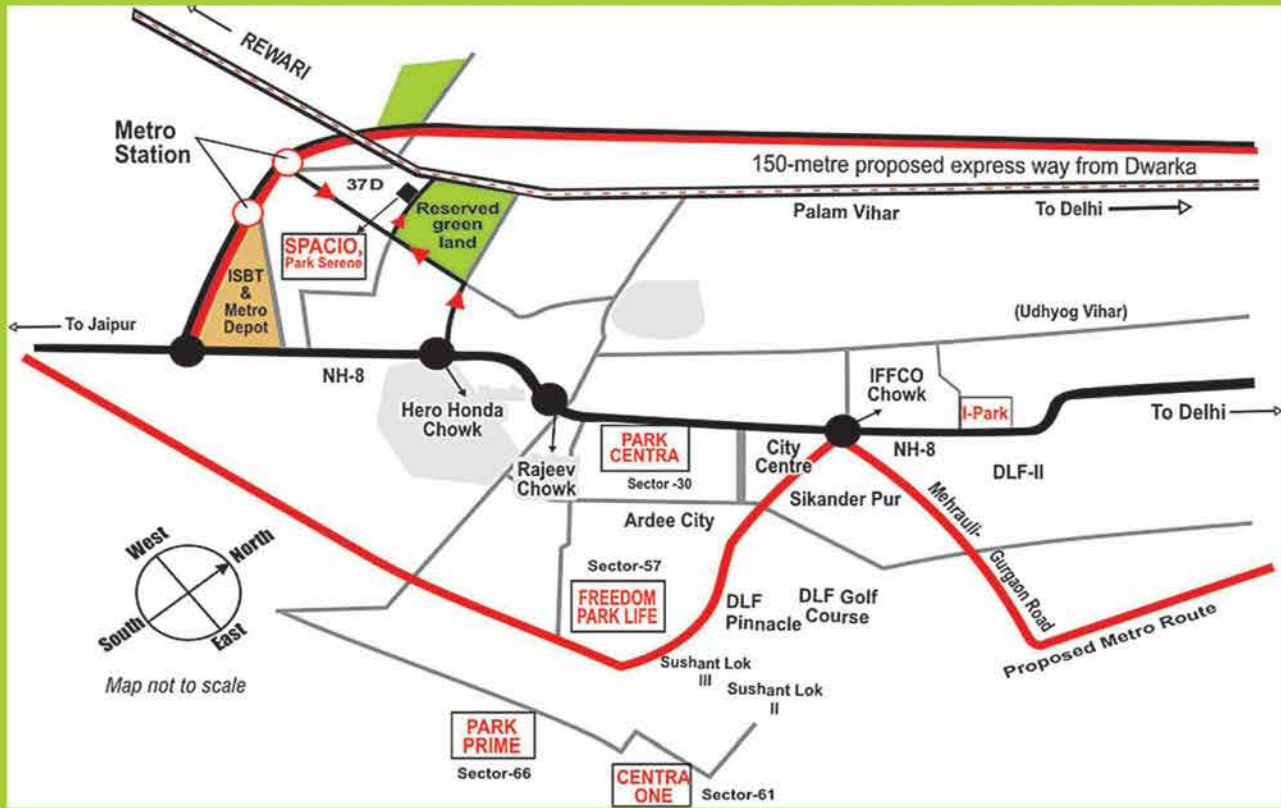 REWARI
Metro
Station
150-metre proposed express way from Dwarka
37D
Palam Vihar
To Delhi
Reserved
green
land
SPACIO,
Park Serene
ISBT
&
Metro
Depot
To Jaipur
(Udhyog Vihar)
NH-8
IFFCO
Chowk
I-Park
Hero Honda
Chowk
To Delhi
PARK
CENTRA
City
Centre
NH-8
DLF-II
Rajeev
Chowk
Sector -30
Sikander Pur
Mehrauli-
Gurgaon Road
Ardee City
West
North
South
East
Sector-57
FREEDOM
PARK LIFE
DLF
Pinnacle
DLF Golf
Course
Proposed Metro Route
Map not to scale
Sushant Lok
III
Sushant Lok
II
PARK
PRIME
Sector-66
CENTRA
ONE
Sector-61